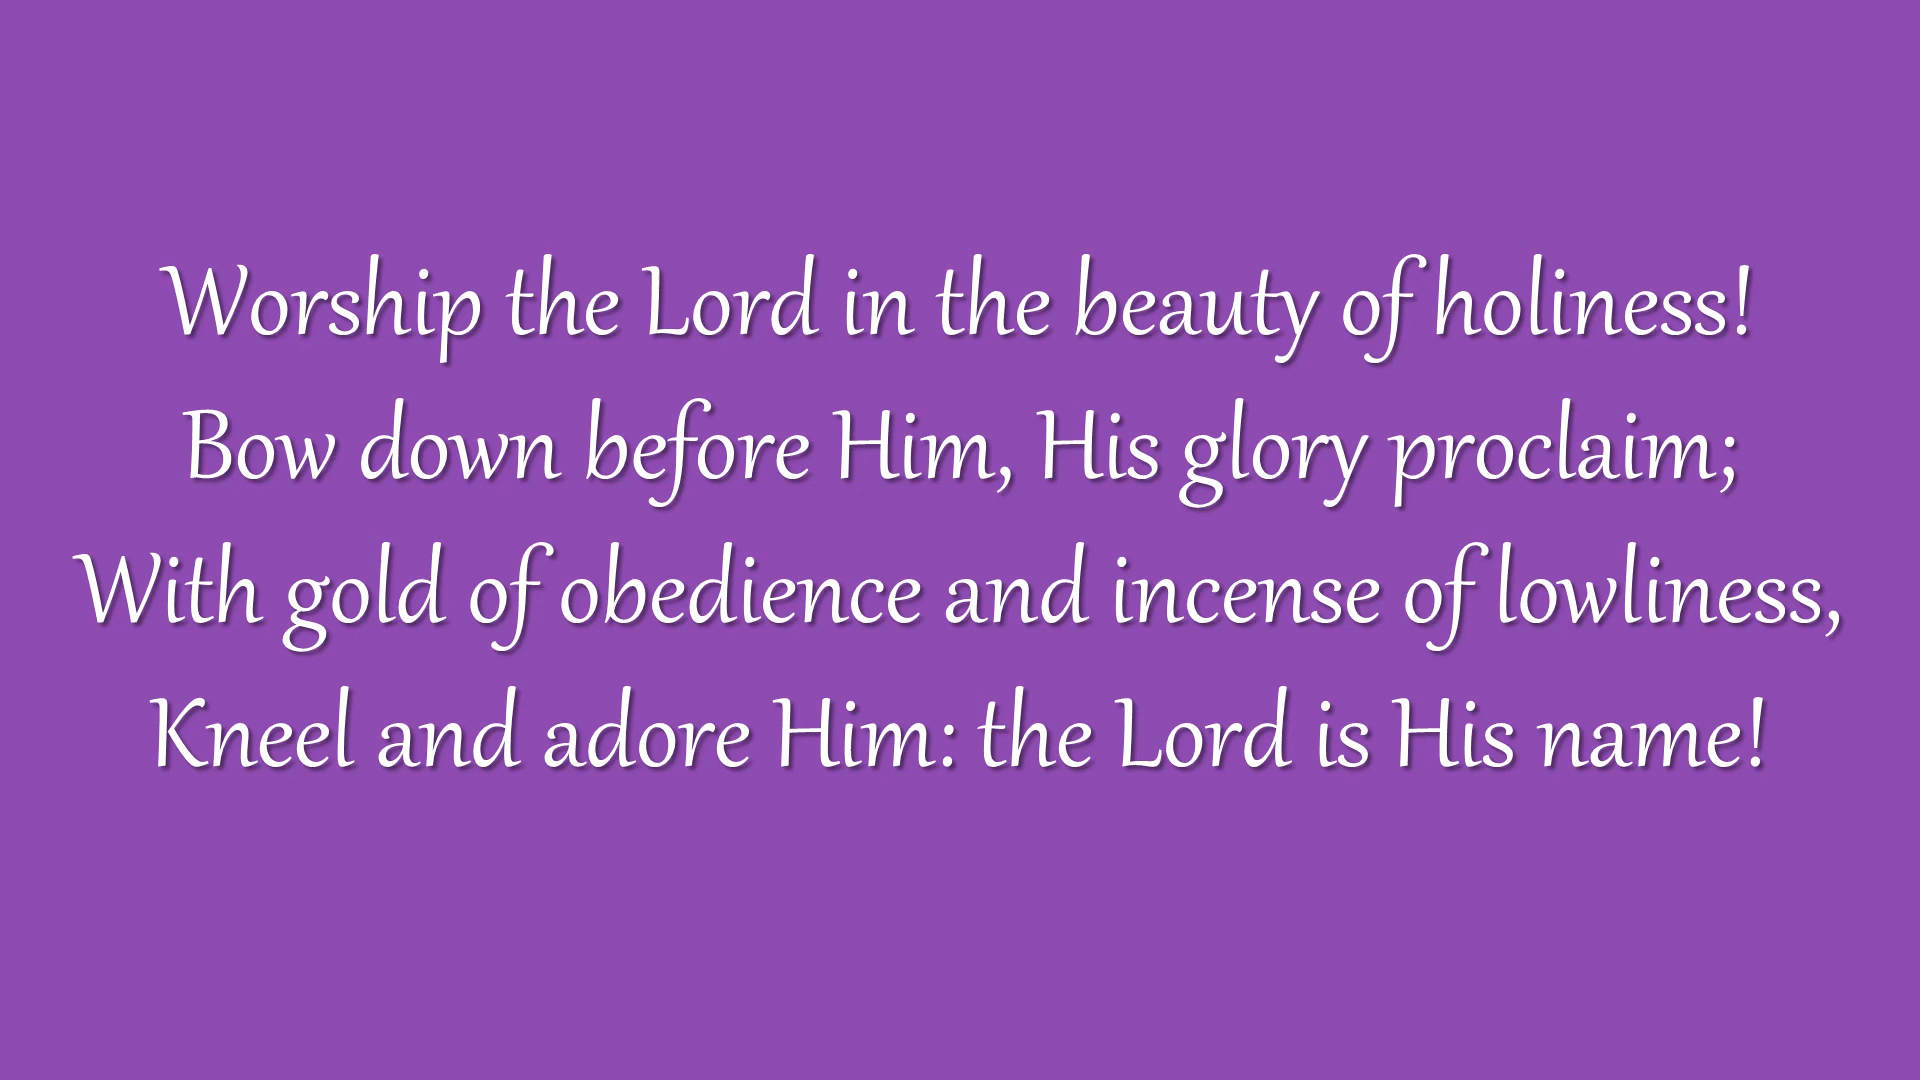 Worship the Lord in the beauty of holiness!
Bow down before Him, His glory proclaim;
With gold of obedience and incense of lowliness,
Kneel and adore Him: the Lord is His name!